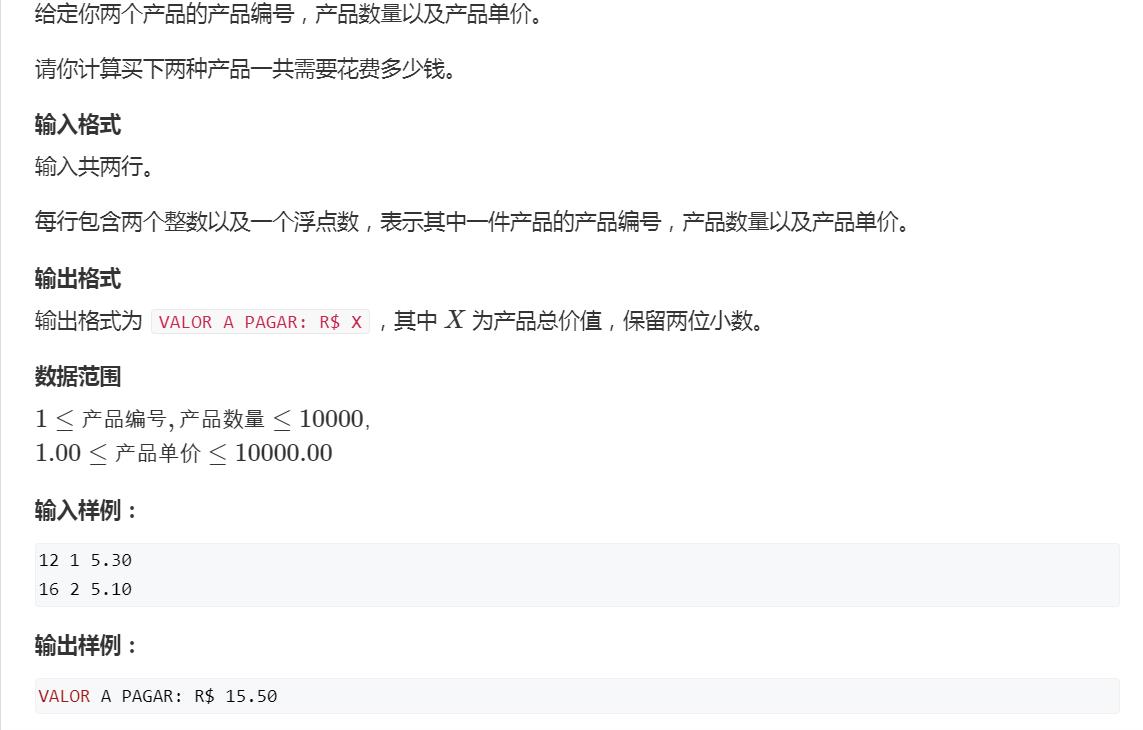 给定你两个产品的产品编号，产品数量以及产品单价。
请你计算买下两种产品一共需要花费多少钱。
输入格式
输入共两行。
每行包含两个整数以及一个浮点数，表示其中一件产品的产品编号，产品数量以及产品单价。
输出格式
输出格式为 VALOR A PAGAR: R$ X ，其中 X 为产品总价值，保留两位小数。
数据范围
1 ≤ 产品编号, 产品数量 ≤ 10000,
1.00 ≤ 产品单价 ≤ 10000.00
输入样例：
12 1 5.30
16 2 5.10
输出样例：
VALOR A PAGAR: R$ 15.50